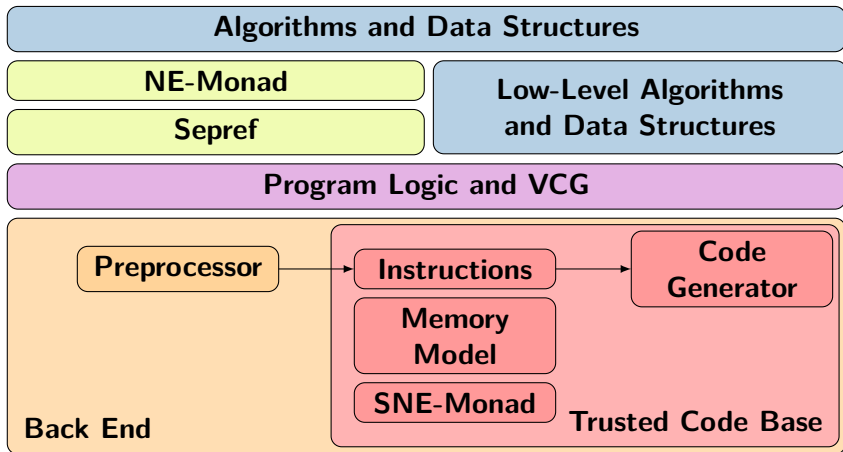 Algorithms and Data Structures
NE-Monad
Sepref
Low-Level Algorithms
and Data Structures
Program Logic and VCG
Preprocessor
Instructions
Code
Generator
Memory
Model
SNE-Monad
Back End
Trusted Code Base